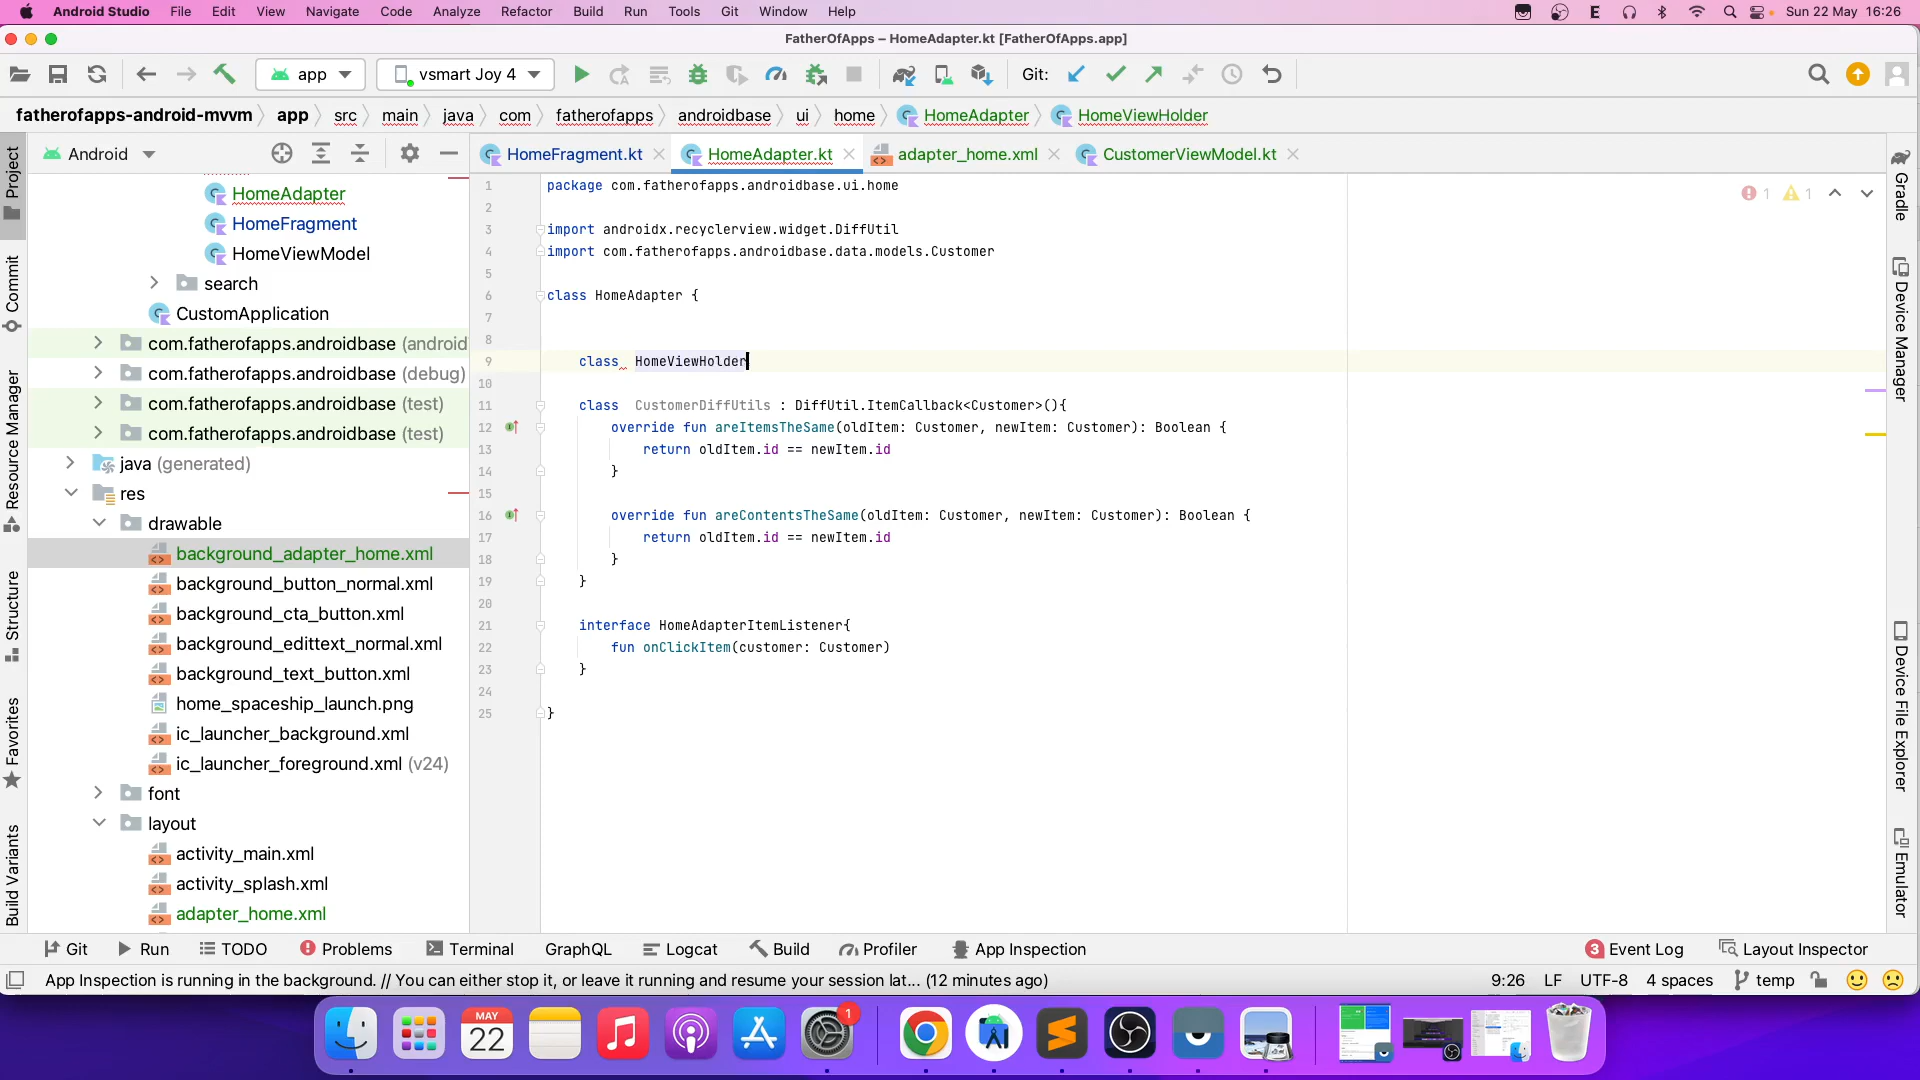 Android Studio File Edit View Navigate Code Analyze Refactor Build Run Tools Git Window Help E Sun 22 May 16:26
FatherOfApps – HomeAdapter.kt [FatherOfApps.app]
app vsmart Joy 4 Git:
fatherofapps-android-mvvm app src main java com fatherofapps androidbase ui home HomeAdapter HomeViewHolder
Android HomeFragment.kt HomeAdapter.kt adapter_home.xml CustomerViewModel.kt
Project
Commit
Resource Manager
Structure
Favorites
Build Variants
HomeAdapter
HomeFragment
HomeViewModel
search
CustomApplication
com.fatherofapps.androidbase (android
com.fatherofapps.androidbase (debug)
com.fatherofapps.androidbase (test)
com.fatherofapps.androidbase (test)
java (generated)
res
drawable
background_adapter_home.xml
background_button_normal.xml
background_cta_button.xml
background_edittext_normal.xml
background_text_button.xml
home_spaceship_launch.png
ic_launcher_background.xml
ic_launcher_foreground.xml (v24)
font
layout
activity_main.xml
activity_splash.xml
adapter_home.xml
1 package com.fatherofapps.androidbase.ui.home
2
3 import androidx.recyclerview.widget.DiffUtil
4 import com.fatherofapps.androidbase.data.models.Customer
5
6 class HomeAdapter {
7
8
9 class HomeViewHolder
10
11 class CustomerDiffUtils : DiffUtil.ItemCallback<Customer>(){
12 override fun areItemsTheSame(oldItem: Customer, newItem: Customer): Boolean {
13 return oldItem.id == newItem.id
14 }
15
16 override fun areContentsTheSame(oldItem: Customer, newItem: Customer): Boolean {
17 return oldItem.id == newItem.id
18 }
19 }
20
21 interface HomeAdapterItemListener{
22 fun onClickItem(customer: Customer)
23 }
24
25 }
1 1
Gradle
Device Manager
Device File Explorer
Emulator
Git Run TODO Problems Terminal GraphQL Logcat Build Profiler App Inspection 3 Event Log Layout Inspector
App Inspection is running in the background. // You can either stop it, or leave it running and resume your session lat... (12 minutes ago) 9:26 LF UTF-8 4 spaces temp
MAY
22
1